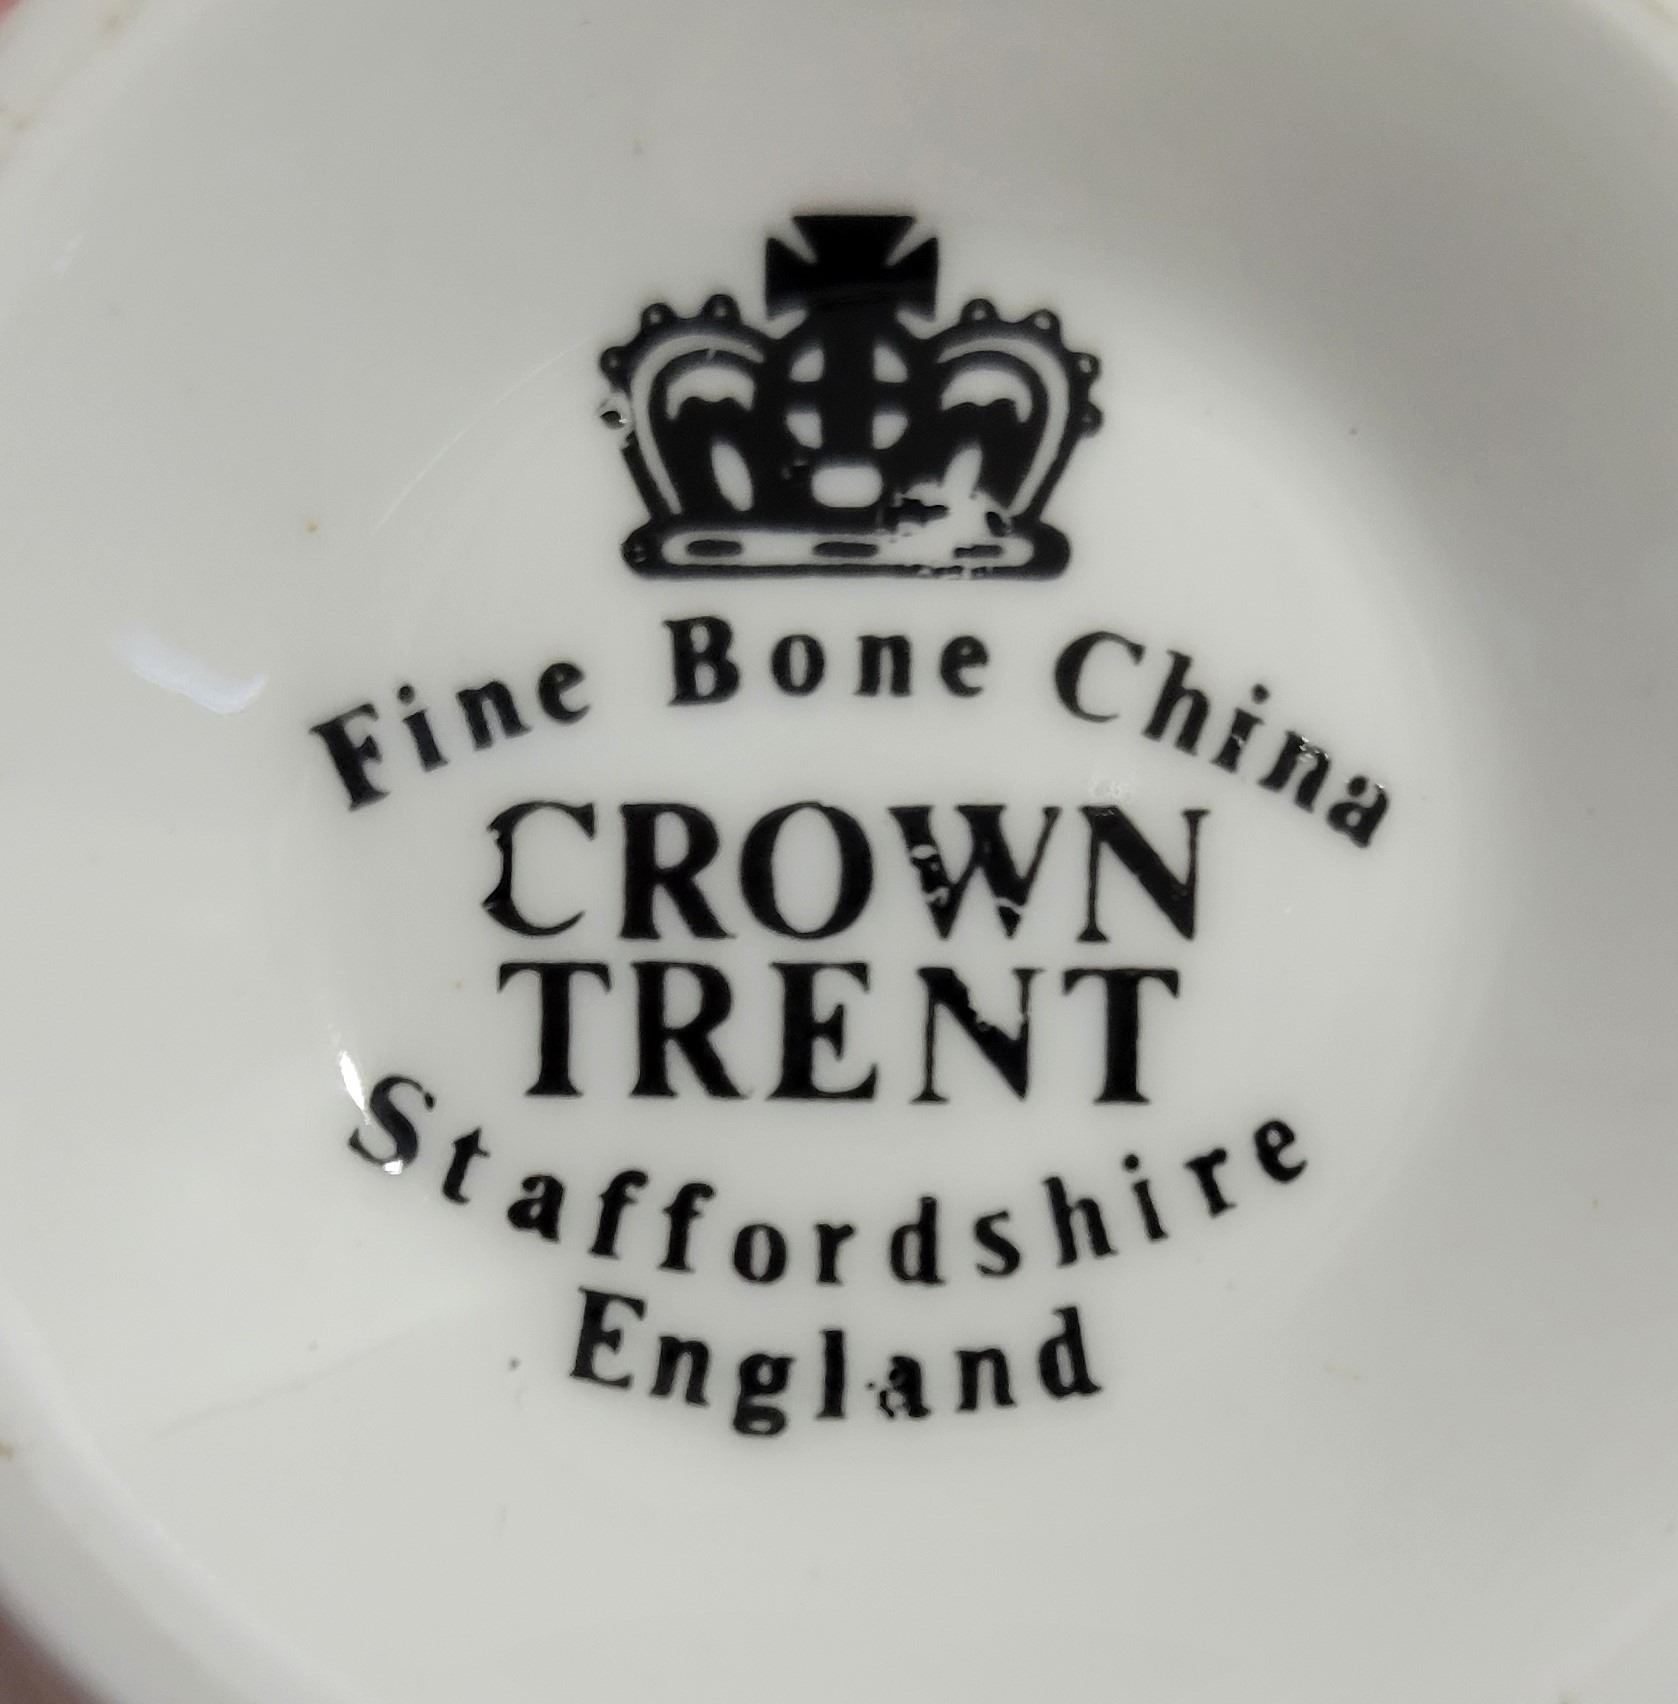 Fine Bone China
CROWN
TRENT
Staffordshire
England